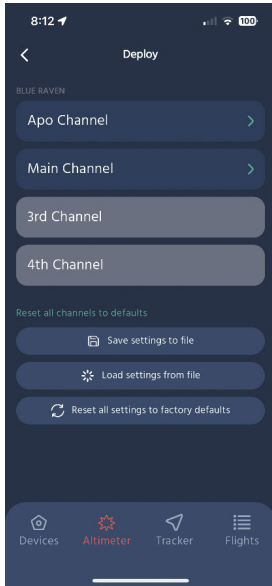 8:12
100
Deploy
BLUE RAVEN
Apo Channel
Main Channel
3rd Channel
4th Channel
Reset all channels to defaults
Save settings to file
Load settings from file
Reset all settings to factory defaults
Devices Altimeter Tracker Flights